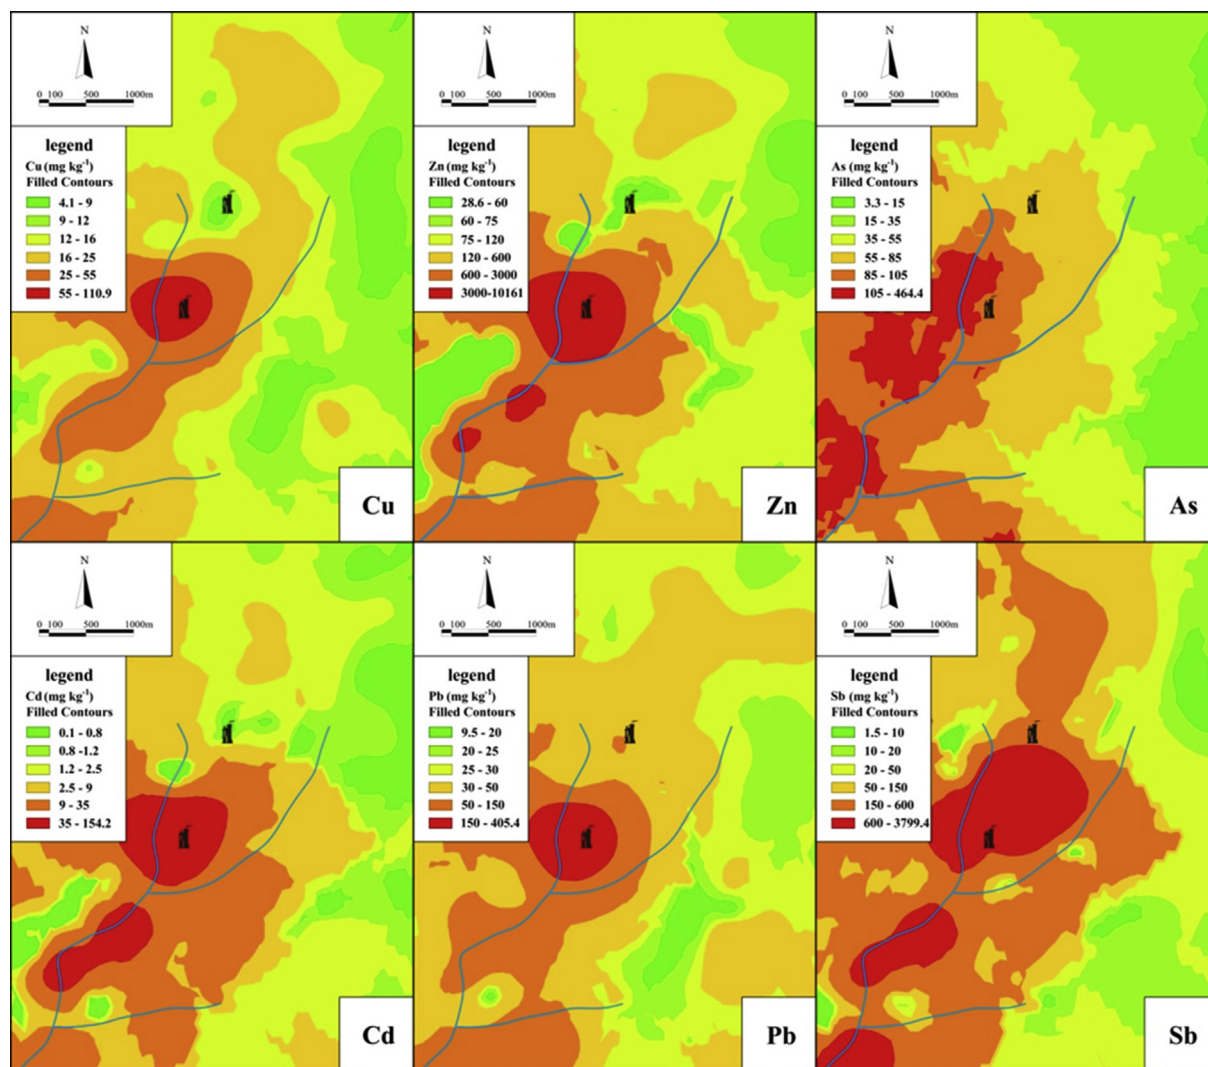 N
0 100 500 1000m
legend
Cu (mg kg-1)
Filled Contours
4.1 - 9
9 - 12
12 - 16
16 - 25
25 - 55
55 - 110.9
Cu
N
0 100 500 1000m
legend
Zn (mg kg-1)
Filled Contours
28.6 - 60
60 - 75
75 - 120
120 - 600
600 - 3000
3000-10161
Zn
N
0 100 500 1000m
legend
As (mg kg-1)
Filled Contours
3.3 - 15
15 - 35
35 - 55
55 - 85
85 - 105
105 - 464.4
As
N
0 100 500 1000m
legend
Cd (mg kg-1)
Filled Contours
0.1 - 0.8
0.8 -1.2
1.2 - 2.5
2.5 - 9
9 - 35
35 - 154.2
Cd
N
0 100 500 1000m
legend
Pb (mg kg-1)
Filled Contours
9.5 - 20
20 - 25
25 - 30
30 - 50
50 - 150
150 - 405.4
Pb
N
0 100 500 1000m
legend
Sb (mg kg-1)
Filled Contours
1.5 - 10
10 - 20
20 - 50
50 - 150
150 - 600
600 - 3799.4
Sb